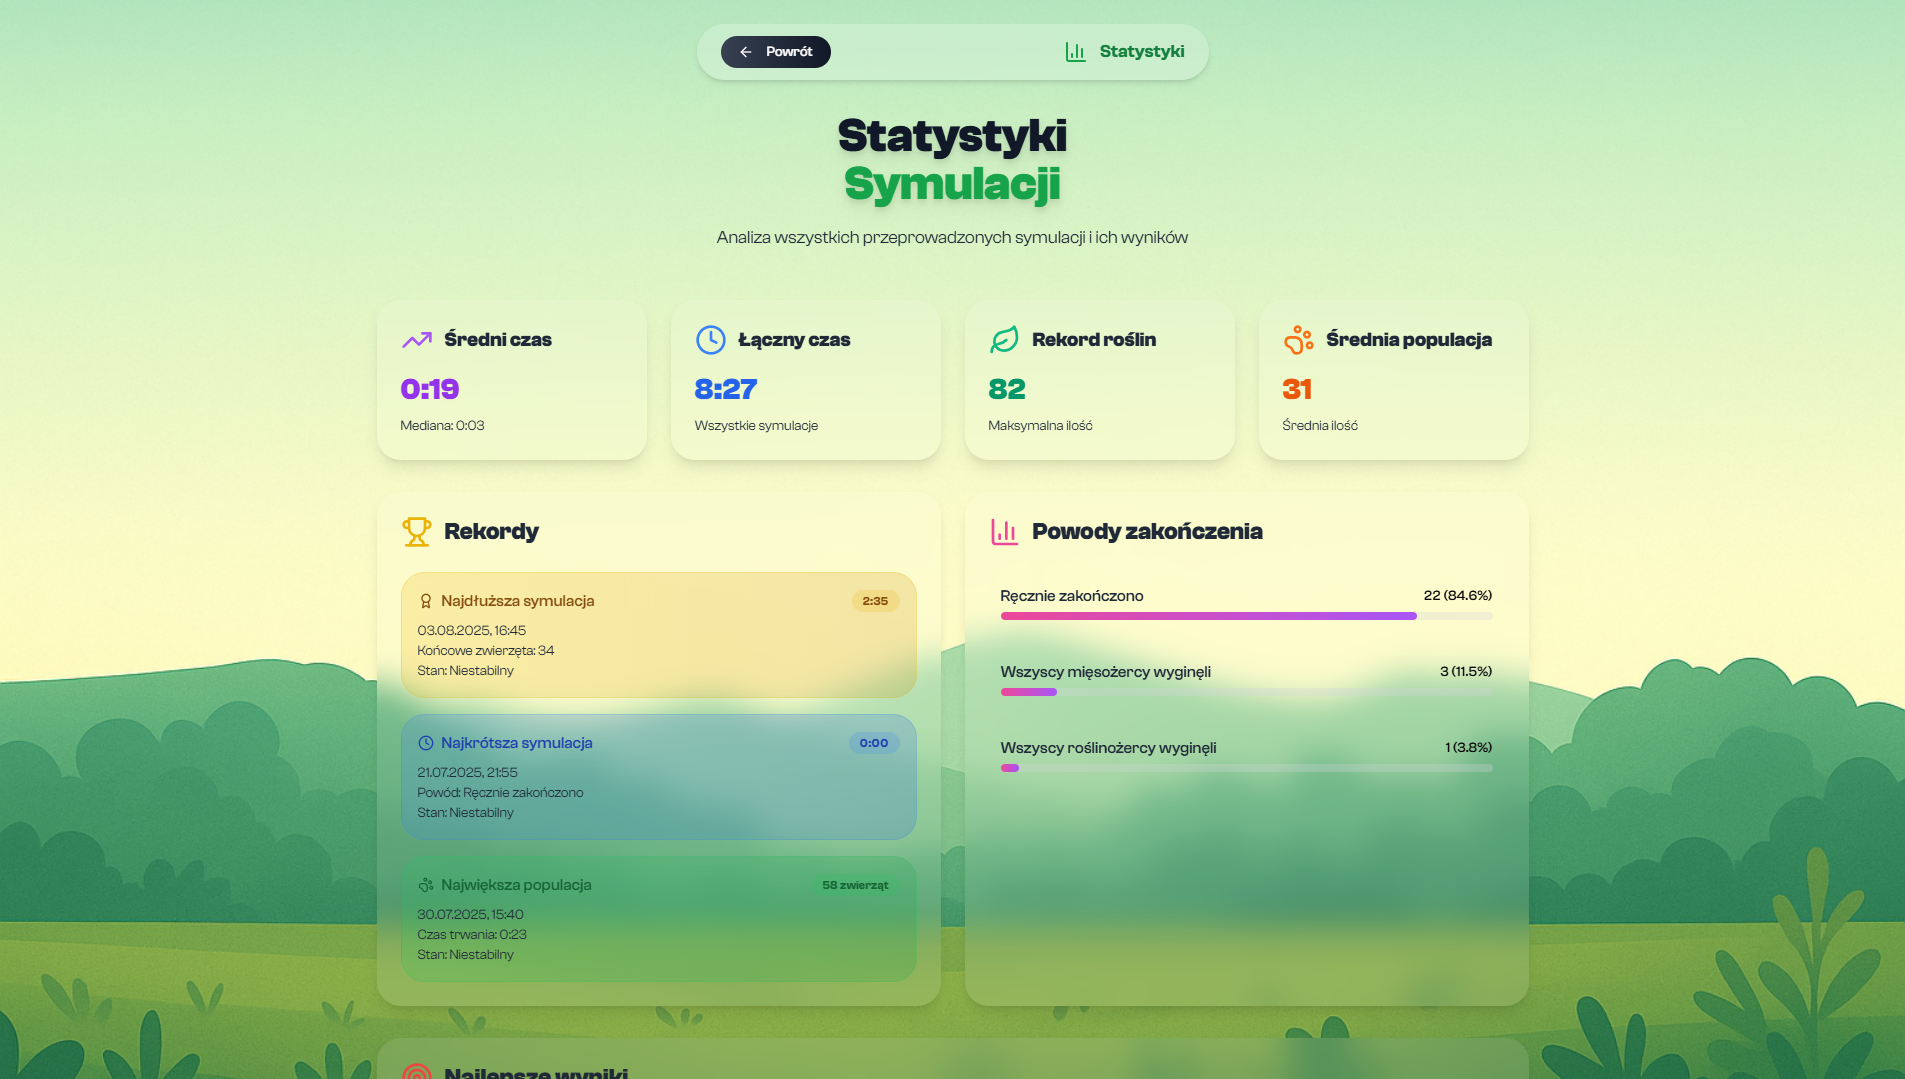 Powrót
Statystyki
Statystyki
Symulacji
Analiza wszystkich przeprowadzonych symulacji i ich wyników
Średni czas
0:19
Mediana: 0:03
Łączny czas
8:27
Wszystkie symulacje
Rekord roślin
82
Maksymalna ilość
Średnia populacja
31
Średnia ilość
Rekordy
Najdłuższa symulacja
2:35
03.08.2025, 16:45
Końcowe zwierzęta: 34
Stan: Niestabilny
Najkrótsza symulacja
0:00
21.07.2025, 21:55
Powód: Ręcznie zakończono
Stan: Niestabilny
Największa populacja
58 zwierząt
30.07.2025, 15:40
Czas trwania: 0:23
Stan: Niestabilny
Powody zakończenia
Ręcznie zakończono
22 (84.6%)
Wszyscy mięsożercy wyginęli
3 (11.5%)
Wszyscy roślinożercy wyginęli
1 (3.8%)
Najlepsze wyniki